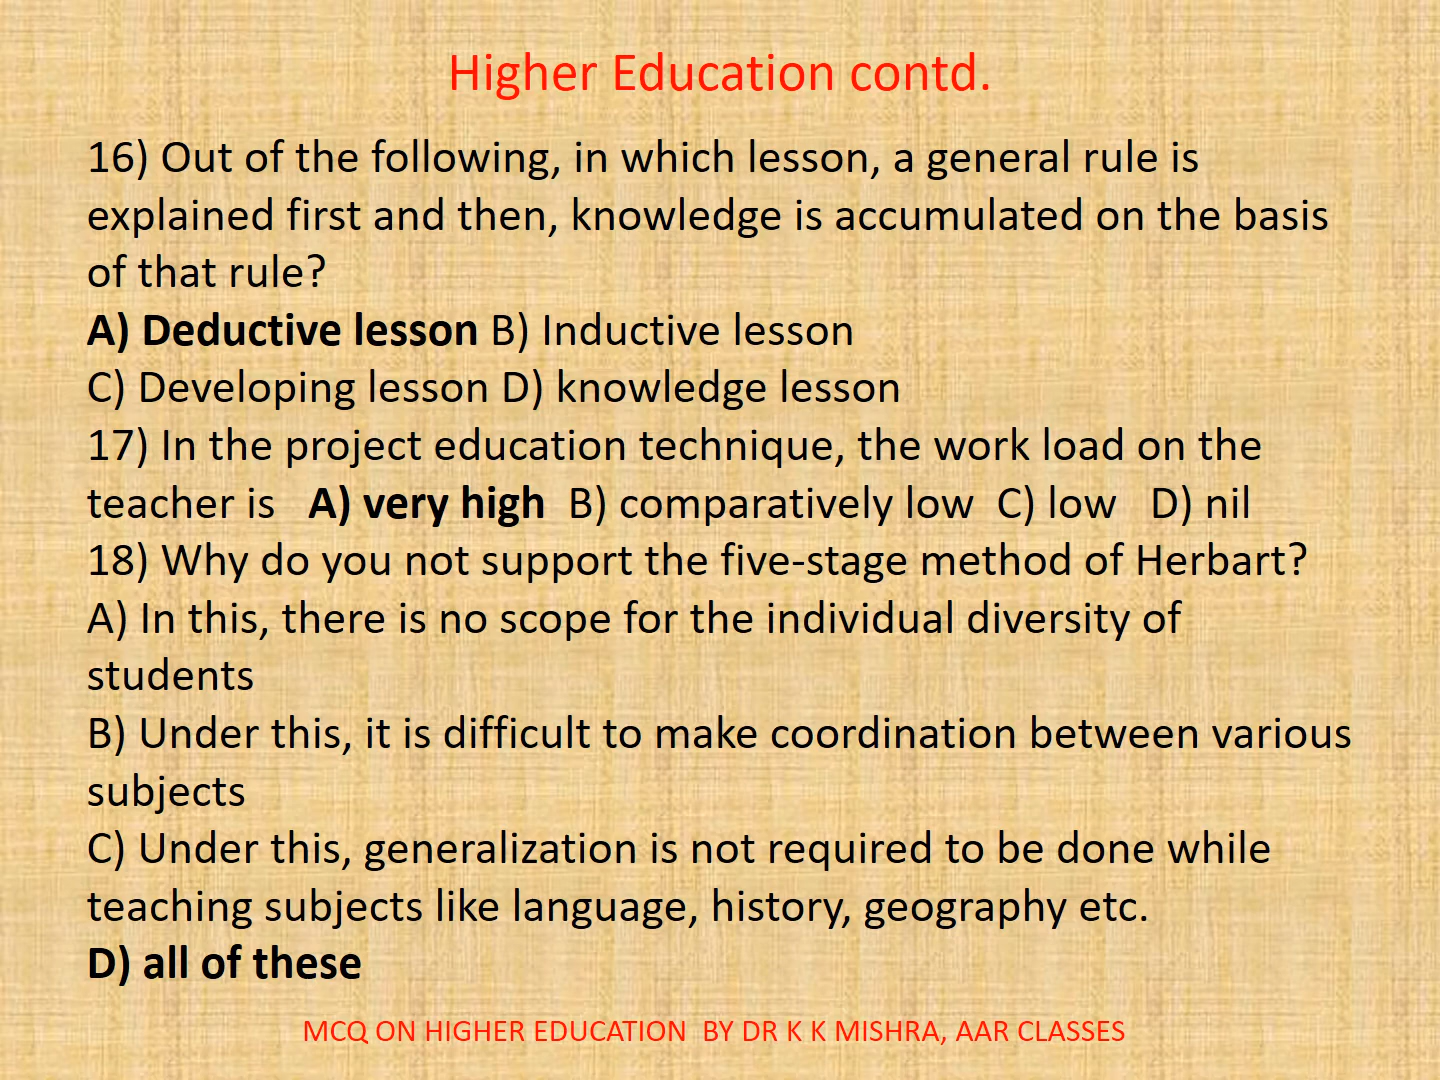 Higher Education contd.
16) Out of the following, in which lesson, a general rule is
explained first and then, knowledge is accumulated on the basis
of that rule?
A) Deductive lesson B) Inductive lesson
C) Developing lesson D) knowledge lesson
17) In the project education technique, the work load on the
teacher is A) very high B) comparatively low C) low D) nil
18) Why do you not support the five-stage method of Herbart?
A) In this, there is no scope for the individual diversity of
students
B) Under this, it is difficult to make coordination between various
subjects
C) Under this, generalization is not required to be done while
teaching subjects like language, history, geography etc.
D) all of these
MCQ ON HIGHER EDUCATION BY DR K K MISHRA, AAR CLASSES